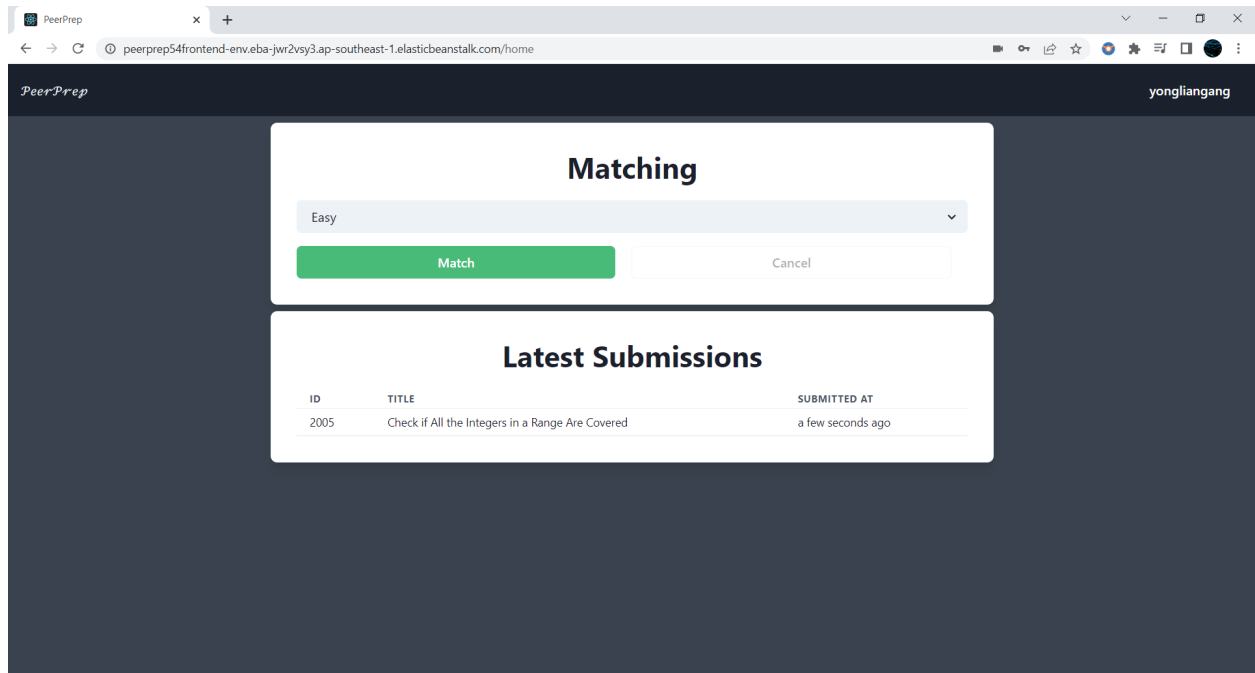 PeerPrep
peerprep54frontend-env.eba-jwr2vsy3.ap-southeast-1.elasticbeanstalk.com/home
PeerPrep
yongliangang
Matching
Easy
Match Cancel
Latest Submissions
ID TITLE SUBMITTED AT
2005 Check if All the Integers in a Range Are Covered a few seconds ago